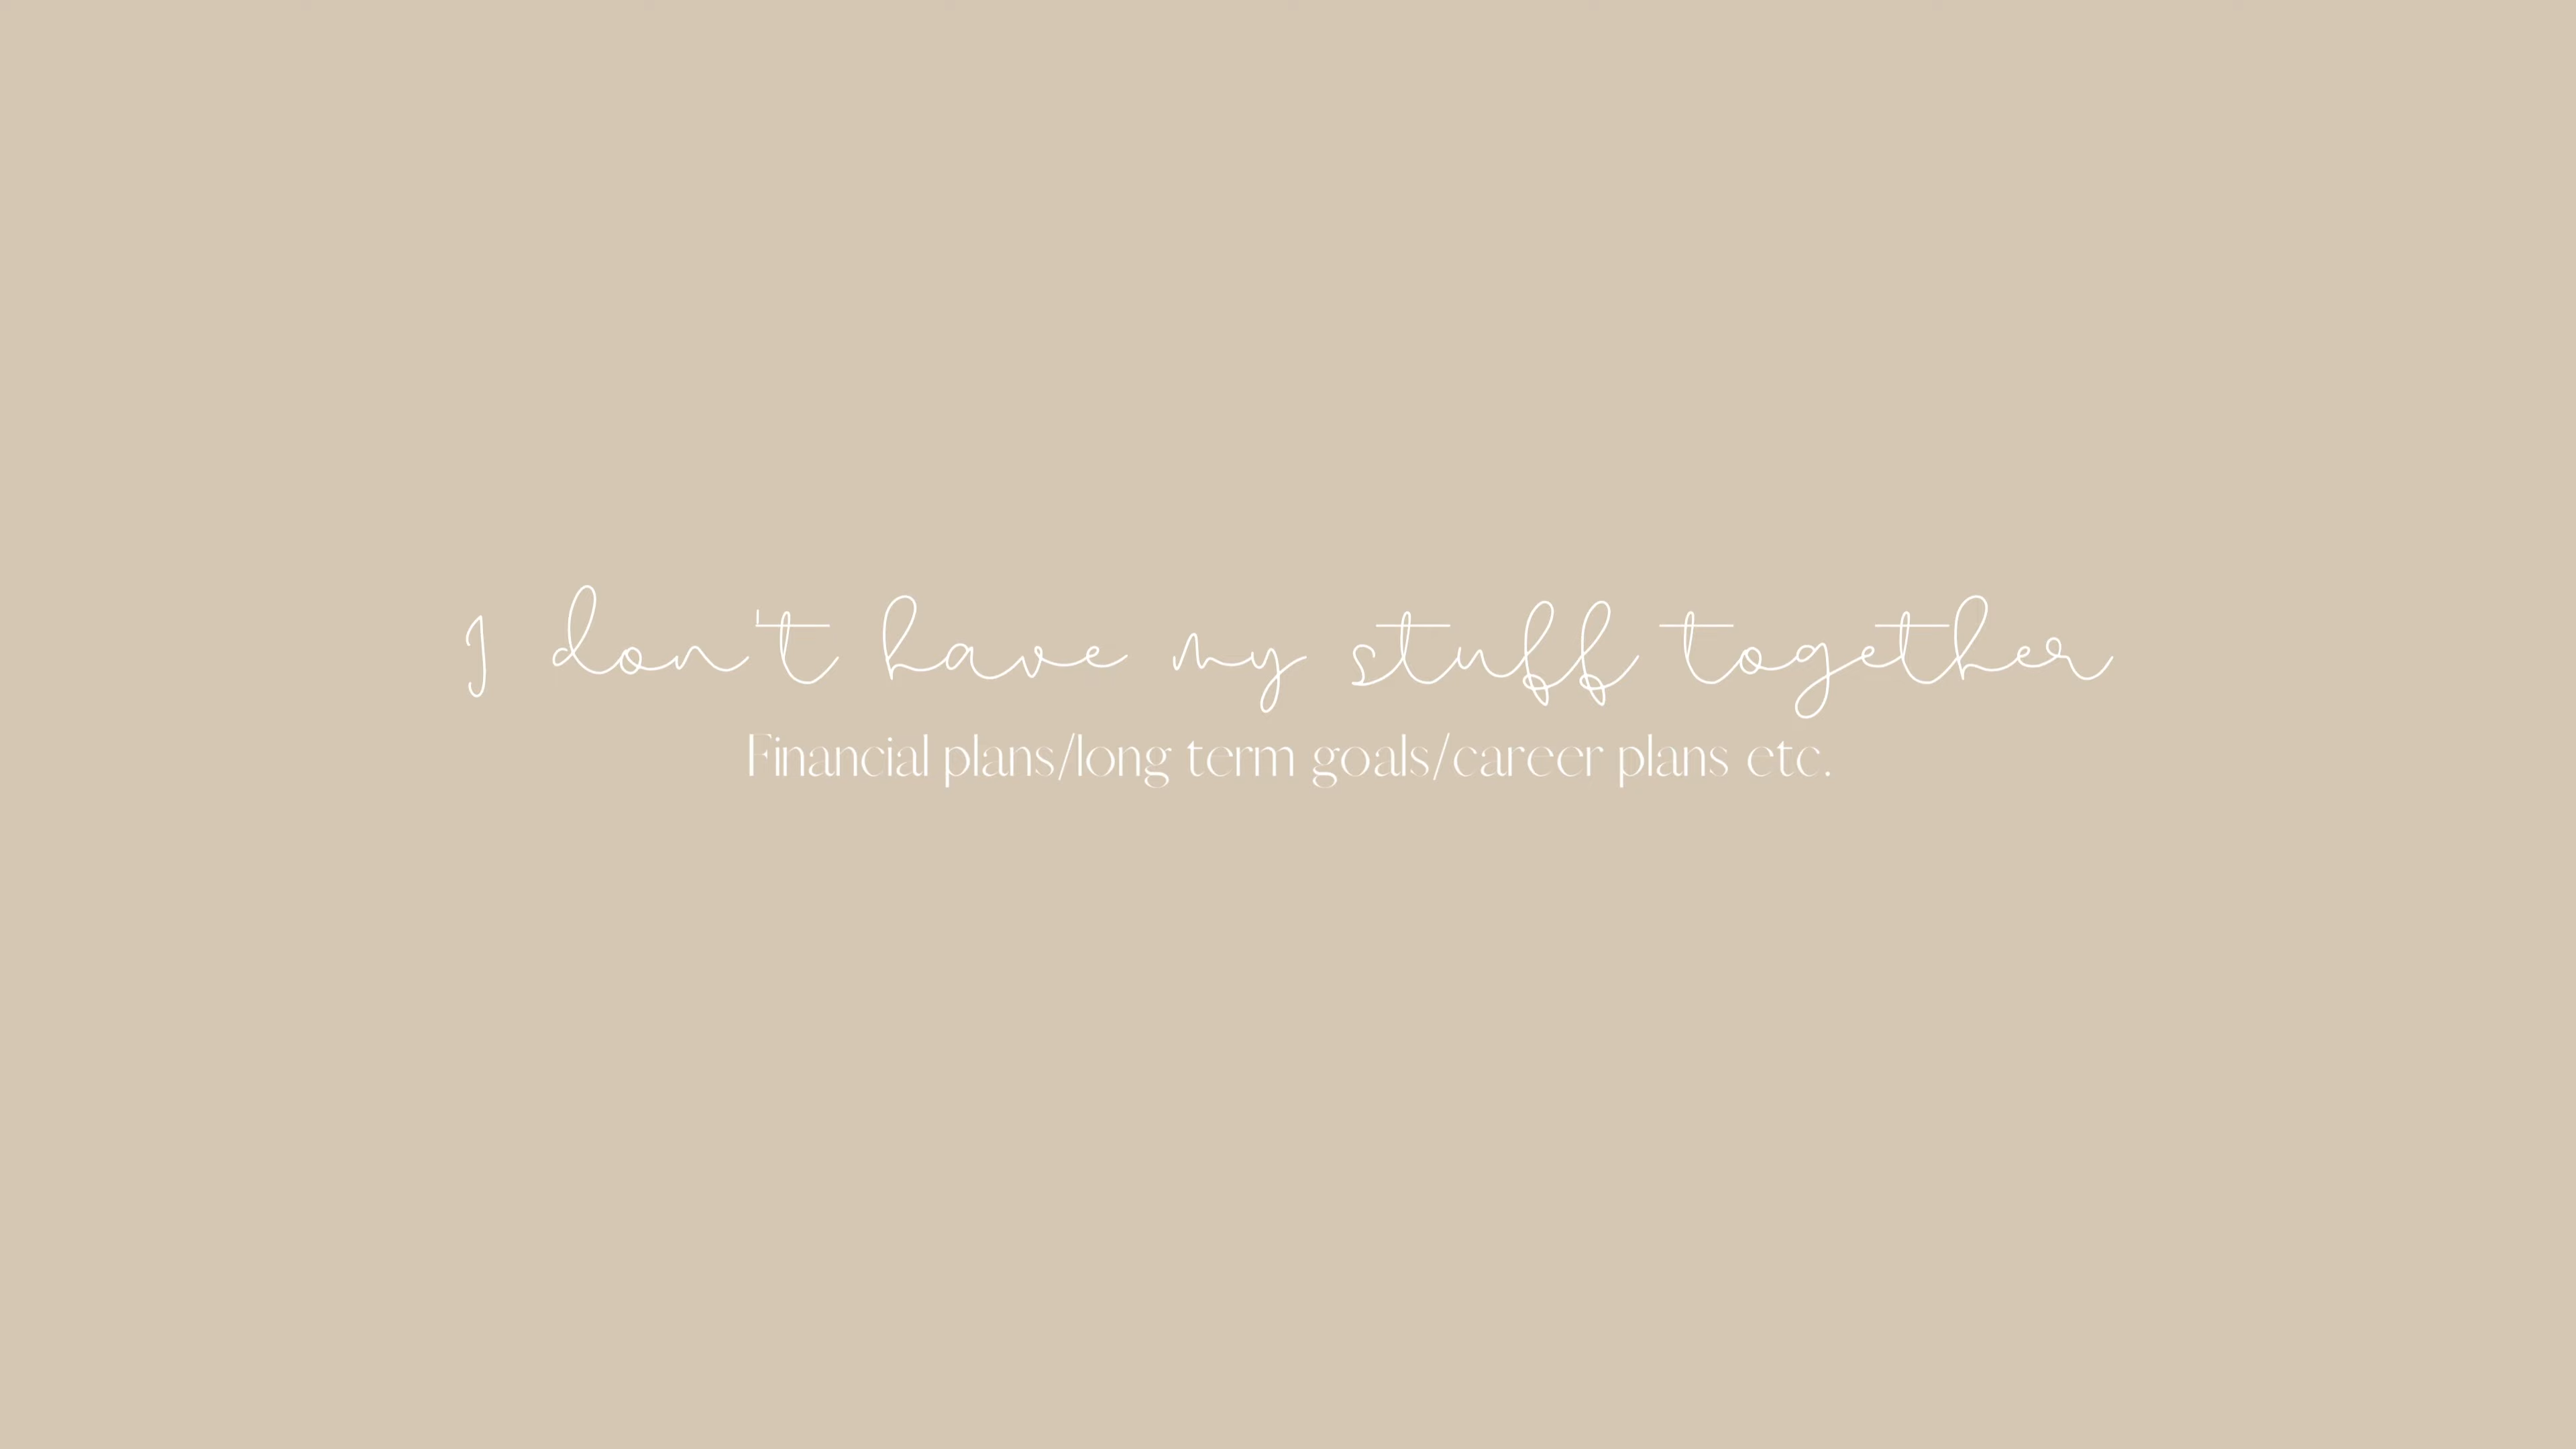 I don't have my stuff together
Financial plans/long term goals/career plans etc.